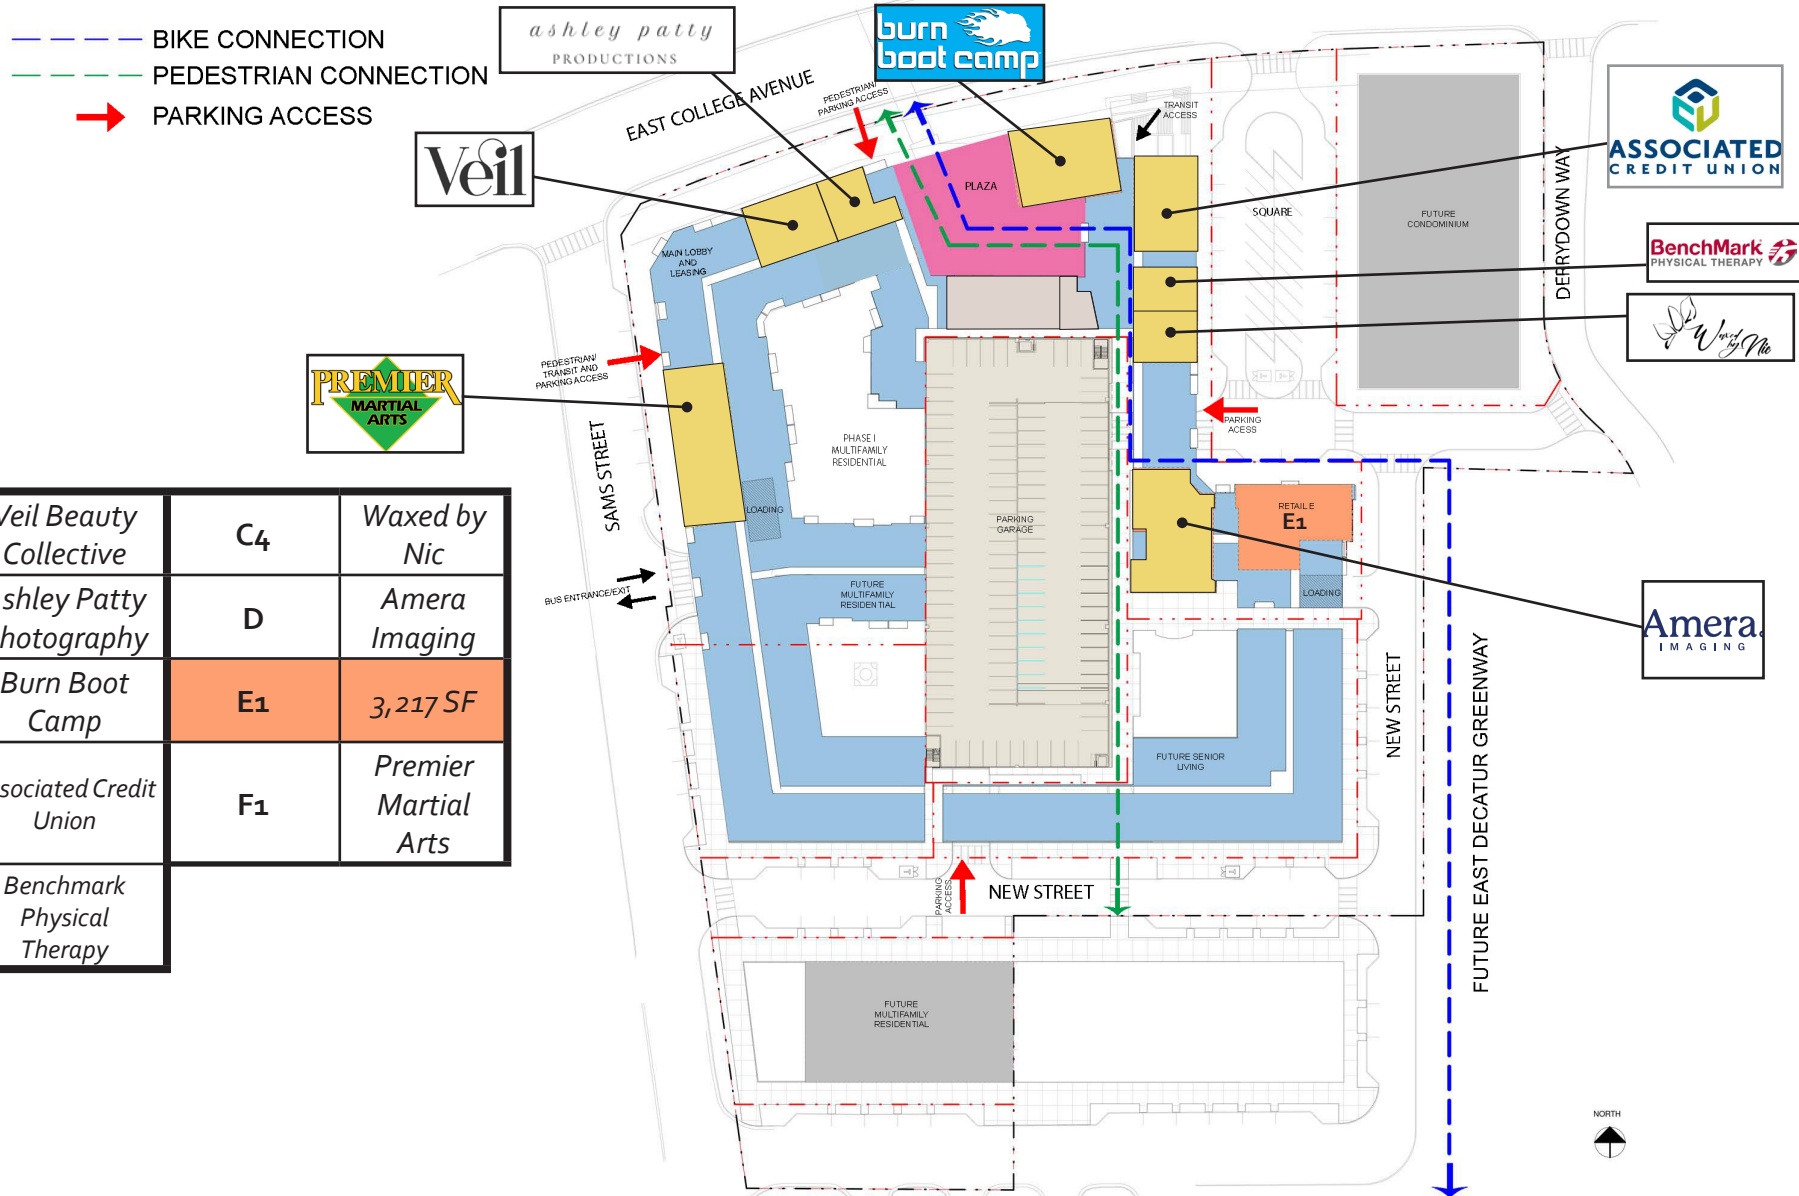 BIKE CONNECTION
PEDESTRIAN CONNECTION
PARKING ACCESS
ashley patty
PRODUCTIONS
burn
boot camp
Veil
EAST COLLEGE AVENUE
PEDESTRIAN/
PARKING ACCESS
TRANSIT
ACCESS
ASSOCIATED
CREDIT UNION
PLAZA
SQUARE
FUTURE
CONDOMINIUM
DERRYDOWN WAY
BenchMark
PHYSICAL THERAPY
Waxed
by Nic
MAIN LOBBY
AND
LEASING
PEDESTRIAN/
TRANSIT AND
PARKING ACCESS
PREMIER
MARTIAL
ARTS
SAMS STREET
PHASE I
MULTIFAMILY
RESIDENTIAL
PARKING
ACESS
LOADING
PARKING
GARAGE
RETAIL E
E1
LOADING
BUS ENTRANCE/EXIT
FUTURE
MULTIFAMILY
RESIDENTIAL
Amera
IMAGING
Veil Beauty
Collective
C4
Waxed by
Nic
shley Patty
hotography
D
Amera
Imaging
Burn Boot
Camp
E1
3,217 SF
sociated Credit
Union
F1
Premier
Martial
Arts
Benchmark
Physical
Therapy
FUTURE SENIOR
LIVING
NEW STREET
FUTURE EAST DECATUR GREENWAY
PARKING
ACCESS
NEW STREET
FUTURE
MULTIFAMILY
RESIDENTIAL
NORTH